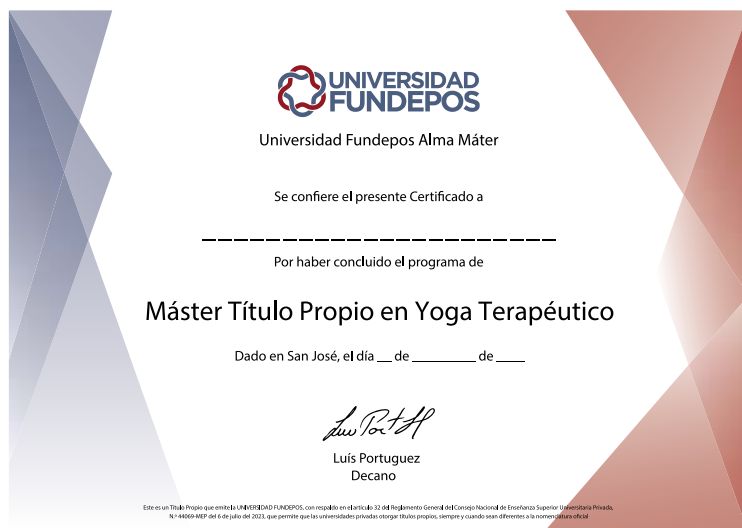 UNIVERSIDAD
FUNDEPOS
Universidad Fundepos Alma Máter
Se confiere el presente Certificado a
Por haber concluido el programa de
Máster Título Propio en Yoga Terapéutico
Dado en San José, el día __ de ________ de ____
Luís Portuguez
Decano
Este es un Título Propio que emite la UNIVERSIDAD FUNDEPOS, con respaldo en el artículo 32 del Reglamento General del Consejo Nacional de Enseñanza Superior Universitaria Privada,
N.º 44069-MEP del 6 de julio del 2023, que permite que las universidades privadas otorgar títulos propios, siempre y cuando sean diferentes a la nomenclatura oficial